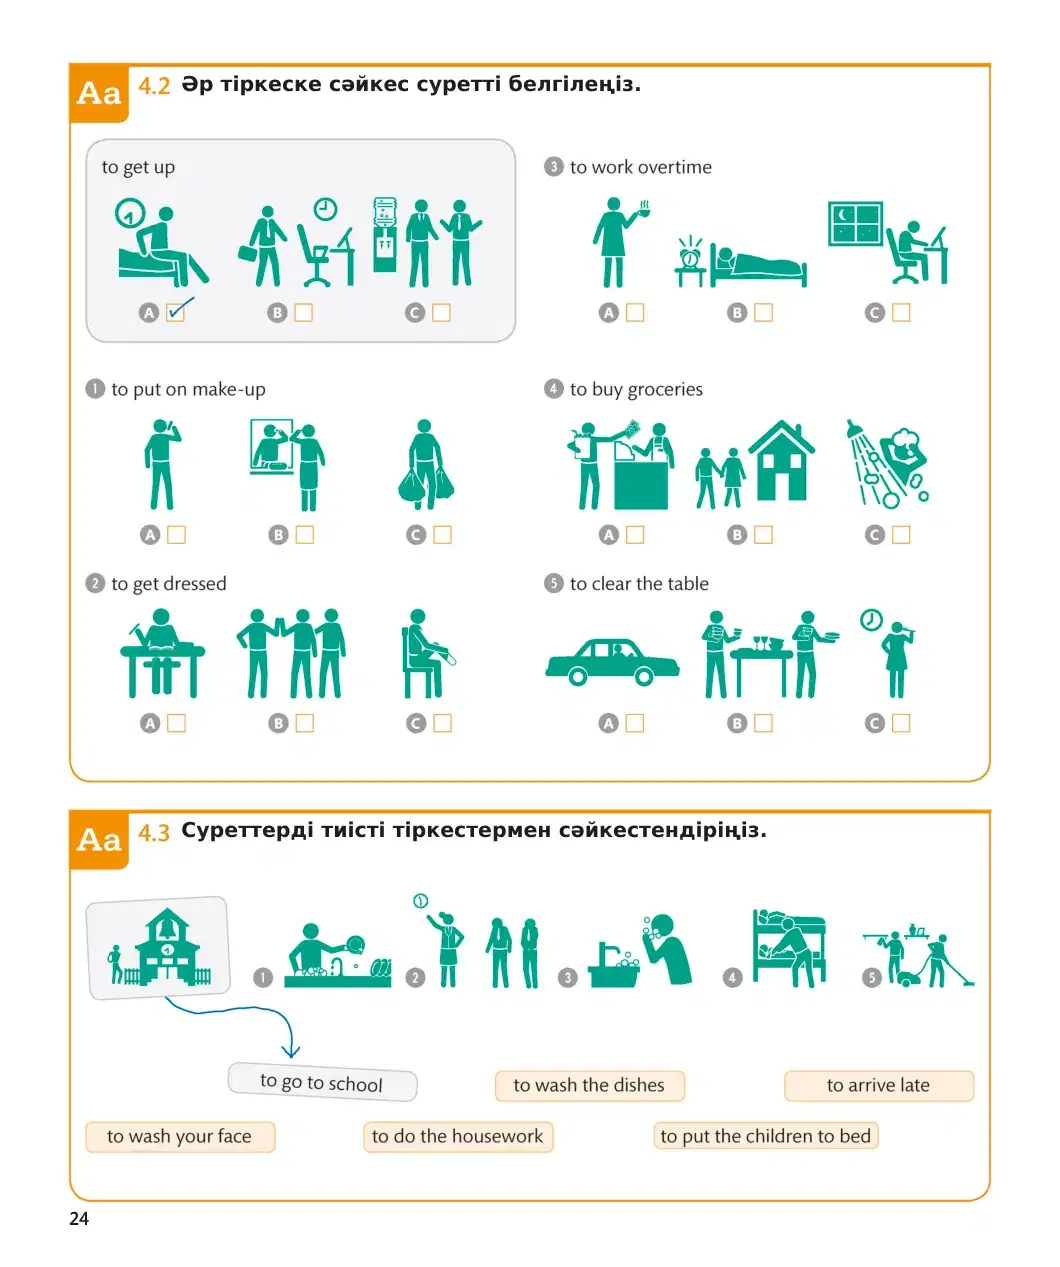 Aa 4.2 Әр тіркеске сәйкес суретті белгілеңіз.
to get up
A B C
3 to work overtime
A B C
1 to put on make-up
A B C
4 to buy groceries
A B C
2 to get dressed
A B C
5 to clear the table
A B C
Aa 4.3 Суреттерді тиісті тіркестермен сәйкестендіріңіз.
1 2 3 4 5
to go to school
to wash the dishes
to arrive late
to wash your face
to do the housework
to put the children to bed
24